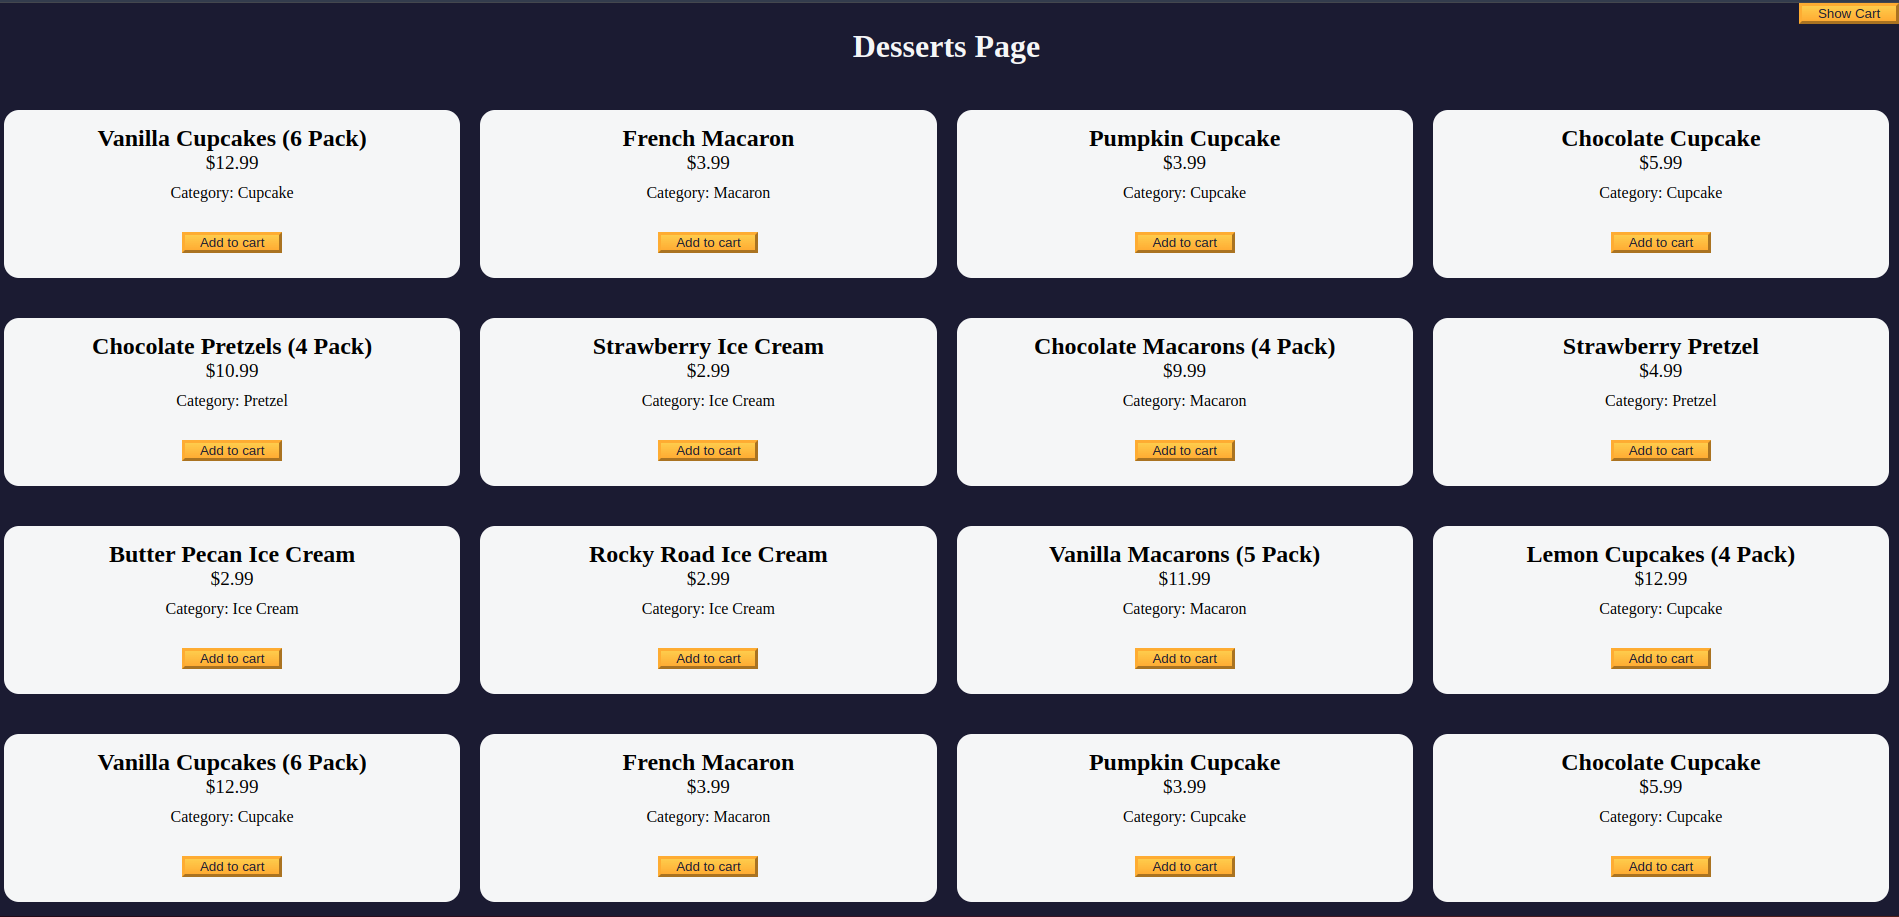 Show Cart
Desserts Page
Vanilla Cupcakes (6 Pack)
$12.99
Category: Cupcake
Add to cart
French Macaron
$3.99
Category: Macaron
Add to cart
Pumpkin Cupcake
$3.99
Category: Cupcake
Add to cart
Chocolate Cupcake
$5.99
Category: Cupcake
Add to cart
Chocolate Pretzels (4 Pack)
$10.99
Category: Pretzel
Add to cart
Strawberry Ice Cream
$2.99
Category: Ice Cream
Add to cart
Chocolate Macarons (4 Pack)
$9.99
Category: Macaron
Add to cart
Strawberry Pretzel
$4.99
Category: Pretzel
Add to cart
Butter Pecan Ice Cream
$2.99
Category: Ice Cream
Add to cart
Rocky Road Ice Cream
$2.99
Category: Ice Cream
Add to cart
Vanilla Macarons (5 Pack)
$11.99
Category: Macaron
Add to cart
Lemon Cupcakes (4 Pack)
$12.99
Category: Cupcake
Add to cart
Vanilla Cupcakes (6 Pack)
$12.99
Category: Cupcake
Add to cart
French Macaron
$3.99
Category: Macaron
Add to cart
Pumpkin Cupcake
$3.99
Category: Cupcake
Add to cart
Chocolate Cupcake
$5.99
Category: Cupcake
Add to cart